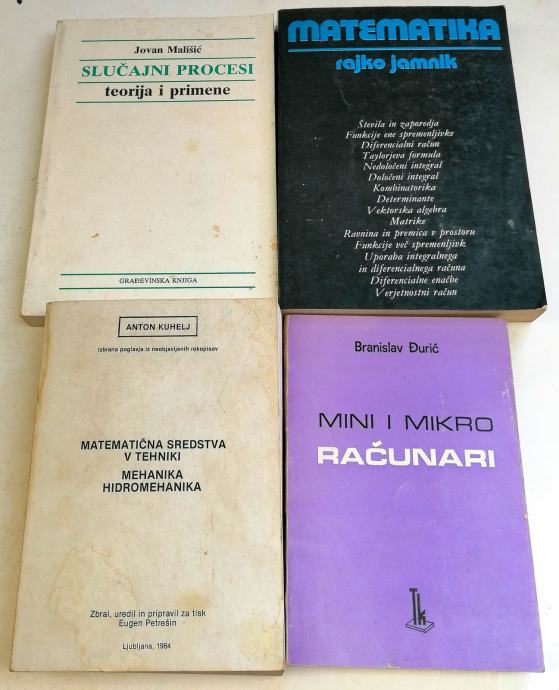 Jovan Mališić
SLUČAJNI PROCESI
teorija i primene
GRAĐEVINSKA KNJIGA
MATEMATIKA
rajko jamnik
Števila in zaporedja
Funkcije ene spremenljivke
Diferencialni račun
Taylorjeva formula
Nedoločeni integral
Določeni integral
Kombinatorika
Determinante
Vektorska algebra
Matrike
Ravnina in premica v prostoru
Funkcije več spremenljivk
Uporaba integralnega
in diferencialnega računa
Diferencialne enačbe
Verjetnostni račun
ANTON KUHELJ
Izbrana poglavja iz neobjavljenih rokopisov
MATEMATIČNA SREDSTVA
V TEHNIKI
MEHANIKA
HIDROMEHANIKA
Zbral, uredil in pripravil za tisk
Eugen Petrešin
Ljubljana, 1984
Branislav Đurić
MINI I MIKRO
RAČUNARI
Tk